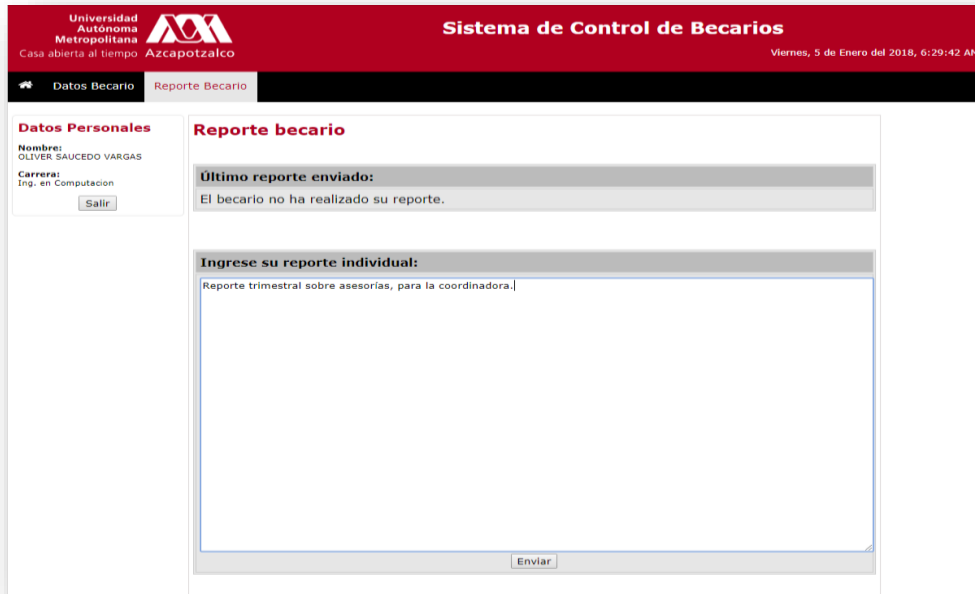 Universidad
Autónoma
Metropolitana
Casa abierta al tiempo Azcapotzalco
Sistema de Control de Becarios
Viernes, 5 de Enero del 2018, 6:29:42 AM
Datos Becario Reporte Becario
Datos Personales
Nombre:
OLIVER SAUCEDO VARGAS
Carrera:
Ing. en Computacion
Salir
Reporte becario
Último reporte enviado:
El becario no ha realizado su reporte.
Ingrese su reporte individual:
Reporte trimestral sobre asesorías, para la coordinadora.
Enviar